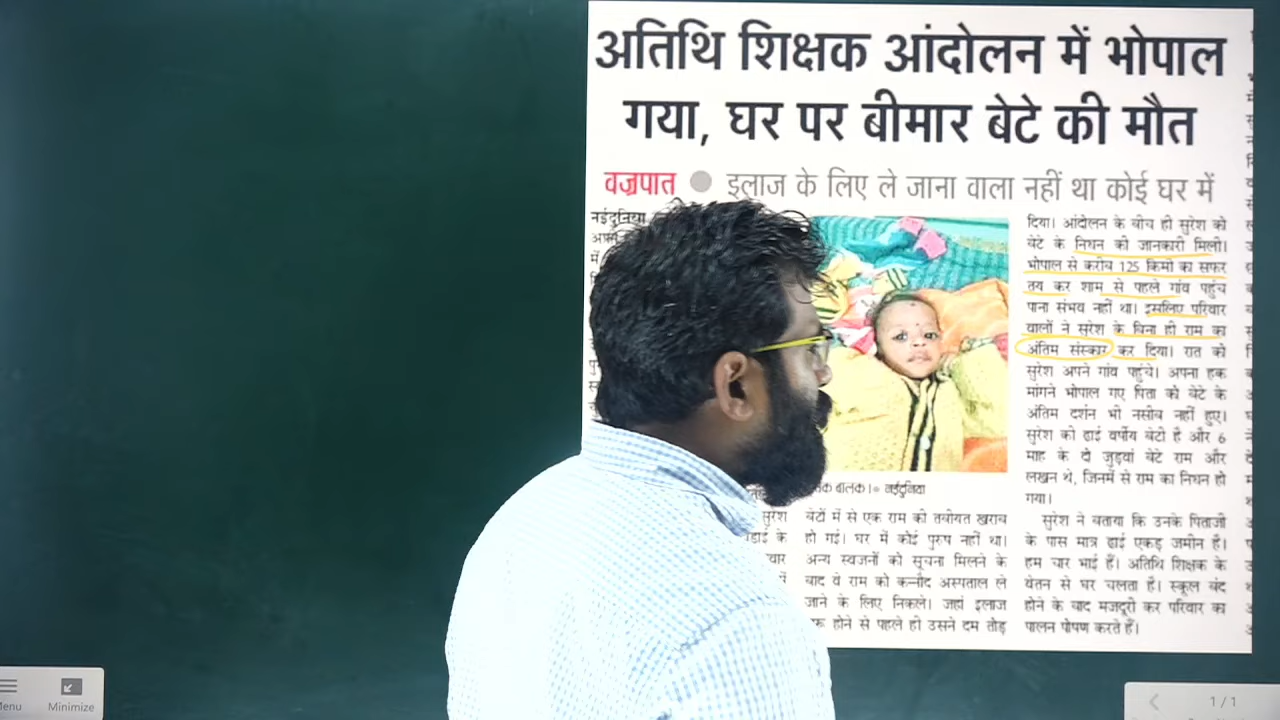 अतिथि शिक्षक आंदोलन में भोपाल
गया, घर पर बीमार बेटे की मौत
वज्रपात ● इलाज के लिए ले जाना वाला नहीं था कोई घर में
नईदुनिया
दिया। आंदोलन के बीच ही सुरेश को
बेटे के निधन की जानकारी मिली।
भोपाल से करीब 125 किमी का सफर
तय कर शाम से पहले गांव पहुंच
पाना संभव नहीं था। इसलिए परिवार
वालों ने सुरेश के बिना ही राम का
अंतिम संस्कार कर दिया। रात को
सुरेश अपने गांव पहुंचे। अपना हक
मांगने भोपाल गए पिता को बेटे के
अंतिम दर्शन भी नसीब नहीं हुए।
सुरेश को ढाई वर्षीय बेटी है और 6
माह के दो जुड़वां बेटे राम और
लखन थे, जिनमें से राम का निधन हो
गया।
बालक।● नईदुनिया
सुरेश
के
बेटों में से एक राम की तबीयत खराब
हो गई। घर में कोई पुरुष नहीं था।
अन्य स्वजनों को सूचना मिलने के
बाद वे राम को कन्नौद अस्पताल ले
जाने के लिए निकले। जहां इलाज
होने से पहले ही उसने दम तोड़
सुरेश ने बताया कि उनके पिताजी
के पास मात्र ढाई एकड़ जमीन है।
हम चार भाई हैं। अतिथि शिक्षक के
वेतन से घर चलता है। स्कूल बंद
होने के बाद मजदूरी कर परिवार का
पालन पोषण करते हैं।
Menu
Minimize
1/1